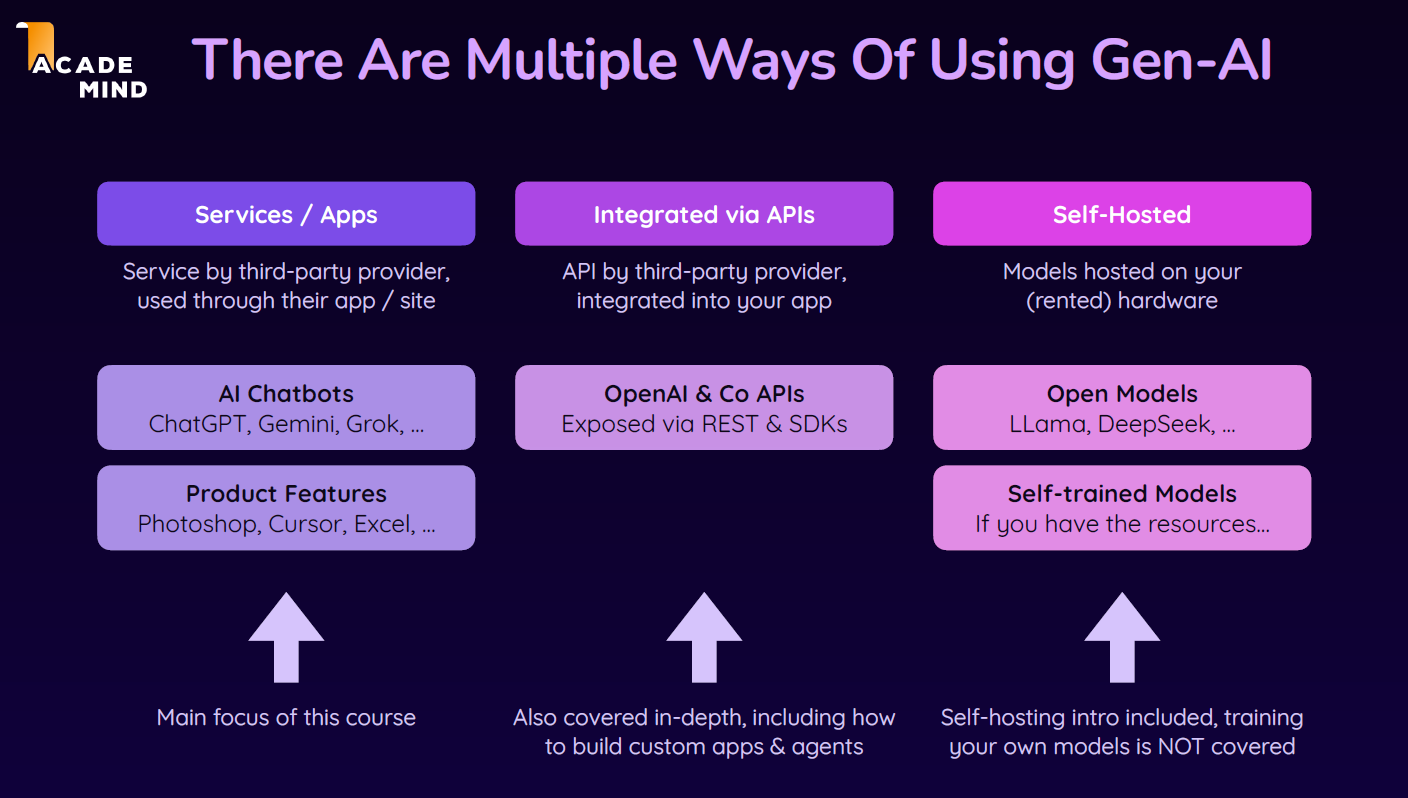 ACADE
MIND
There Are Multiple Ways Of Using Gen-AI
Services / Apps
Service by third-party provider,
used through their app / site
AI Chatbots
ChatGPT, Gemini, Grok, ...
Product Features
Photoshop, Cursor, Excel, ...
Main focus of this course
Integrated via APIs
API by third-party provider,
integrated into your app
OpenAI & Co APIs
Exposed via REST & SDKs
Also covered in-depth, including how
to build custom apps & agents
Self-Hosted
Models hosted on your
(rented) hardware
Open Models
LLama, DeepSeek, ...
Self-trained Models
If you have the resources...
Self-hosting intro included, training
your own models is NOT covered